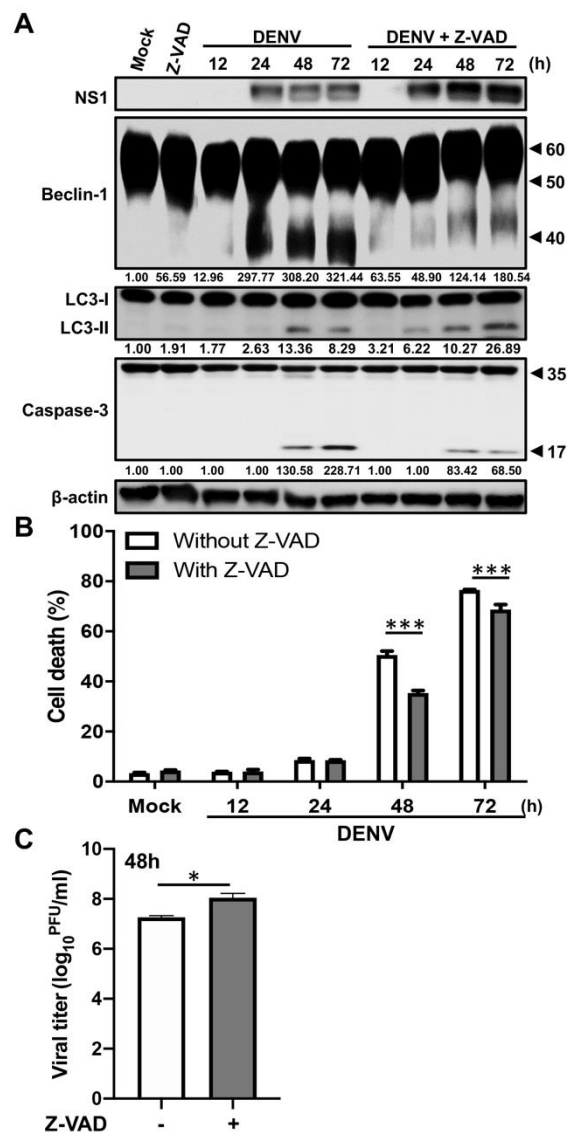 A
Mock
Z-VAD
DENV
DENV + Z-VAD
12 24 48 72 12 24 48 72 (h)
NS1
Beclin-1
60
50
40
1.00 56.59 12.96 297.77 308.20 321.44 63.55 48.90 124.14 180.54
LC3-I
LC3-II
1.00 1.91 1.77 2.63 13.36 8.29 3.21 6.22 10.27 26.89
Caspase-3
35
17
1.00 1.00 1.00 1.00 130.58 228.71 1.00 1.00 83.42 68.50
β-actin
B
Without Z-VAD
With Z-VAD
Cell death (%)
100
80
60
40
20
0
***
***
Mock 12 24 48 72 (h)
DENV
C
48h
*
Viral titer (log10 PFU/ml)
10
8
6
4
2
0
Z-VAD - +